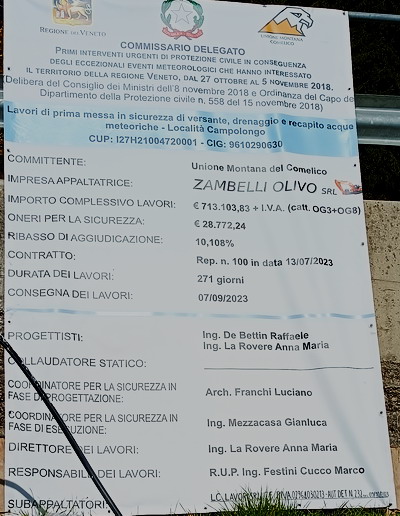 REGIONE DEL VENETO
UNIONE MONTANA
COMELICO
COMMISSARIO DELEGATO
PRIMI INTERVENTI URGENTI DI PROTEZIONE CIVILE IN CONSEGUENZA
DEGLI ECCEZIONALI EVENTI METEOROLOGICI CHE HANNO INTERESSATO
IL TERRITORIO DELLA REGIONE VENETO, DAL 27 OTTOBRE AL 5 NOVEMBRE 2018.
(Delibera del Consiglio dei Ministri dell'8 novembre 2018 e Ordinanza del Capo del
Dipartimento della Protezione civile n. 558 del 15 novembre 2018)
Lavori di prima messa in sicurezza di versante, drenaggio e recapito acque
meteoriche - Località Campolongo
CUP: I27H21004720001 - CIG: 9610290630
COMMITTENTE: Unione Montana del Comelico
IMPRESA APPALTATRICE: ZAMBELLI OLIVO SRL
IMPORTO COMPLESSIVO LAVORI: € 713.103,83 + I.V.A. (catt. OG3+OG8)
ONERI PER LA SICUREZZA: € 28.772,24
RIBASSO DI AGGIUDICAZIONE: 10,108%
CONTRATTO: Rep. n. 100 in data 13/07/2023
DURATA DEI LAVORI: 271 giorni
CONSEGNA DEI LAVORI: 07/09/2023
PROGETTISTI: Ing. De Bettin Raffaele
Ing. La Rovere Anna Maria
COLLAUDATORE STATICO:
COORDINATORE PER LA SICUREZZA IN
FASE DI PROGETTAZIONE: Arch. Franchi Luciano
COORDINATORE PER LA SICUREZZA IN
FASE DI ESECUZIONE: Ing. Mezzacasa Gianluca
DIRETTORE DEI LAVORI: Ing. La Rovere Anna Maria
RESPONSABILE DEI LAVORI: R.U.P. Ing. Festini Cucco Marco
SUBAPPALTATORI: L.C. LAVORI